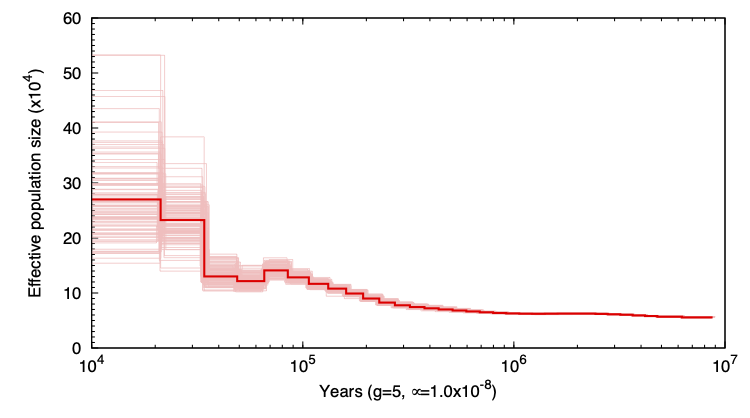 Effective population size (x10⁴)
60
50
40
30
20
10
0
10⁴ 10⁵ 10⁶ 10⁷
Years (g=5, ∝=1.0x10⁻⁸)